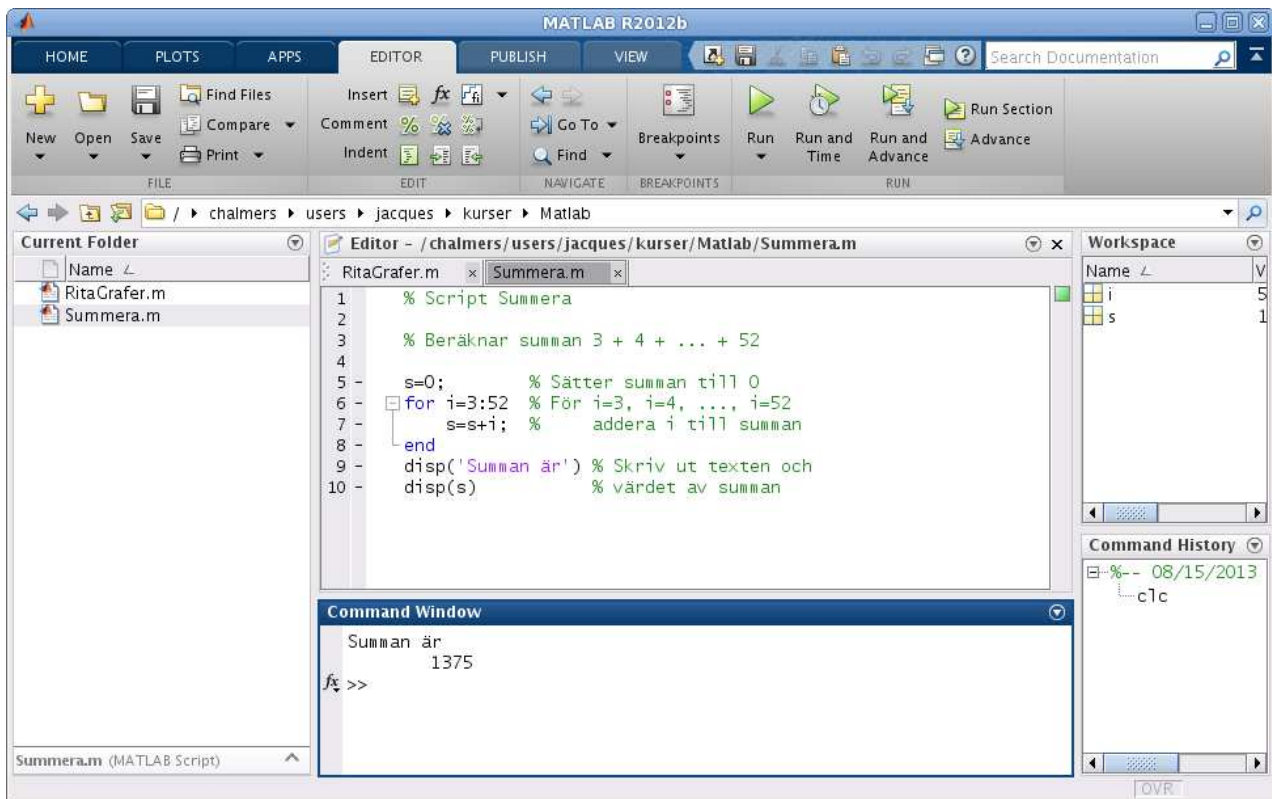 MATLAB R2012b
HOME PLOTS APPS EDITOR PUBLISH VIEW Search Documentation
New Open Save
Find Files
Compare
Print
FILE
Insert fx
Comment
Indent
EDIT
Go To
Find
NAVIGATE
Breakpoints
BREAKPOINTS
Run
Run and Time
Run and Advance
Run Section
Advance
RUN
/ chalmers users jacques kurser Matlab
Current Folder
Name
RitaGrafer.m
Summera.m
Summera.m (MATLAB Script)
Editor - /chalmers/users/jacques/kurser/Matlab/Summera.m
RitaGrafer.m Summera.m
1 % Script Summera
2
3 % Beräknar summan 3 + 4 + ... + 52
4
5 - s=0; % Sätter summan till 0
6 - for i=3:52 % För i=3, i=4, ..., i=52
7 - s=s+i; % addera i till summan
8 - end
9 - disp('Summan är') % Skriv ut texten och
10 - disp(s) % värdet av summan
Command Window
Summan är
1375
fx >>
Workspace
Name V
i 5
s 1
Command History
%-- 08/15/2013
clc
OVR